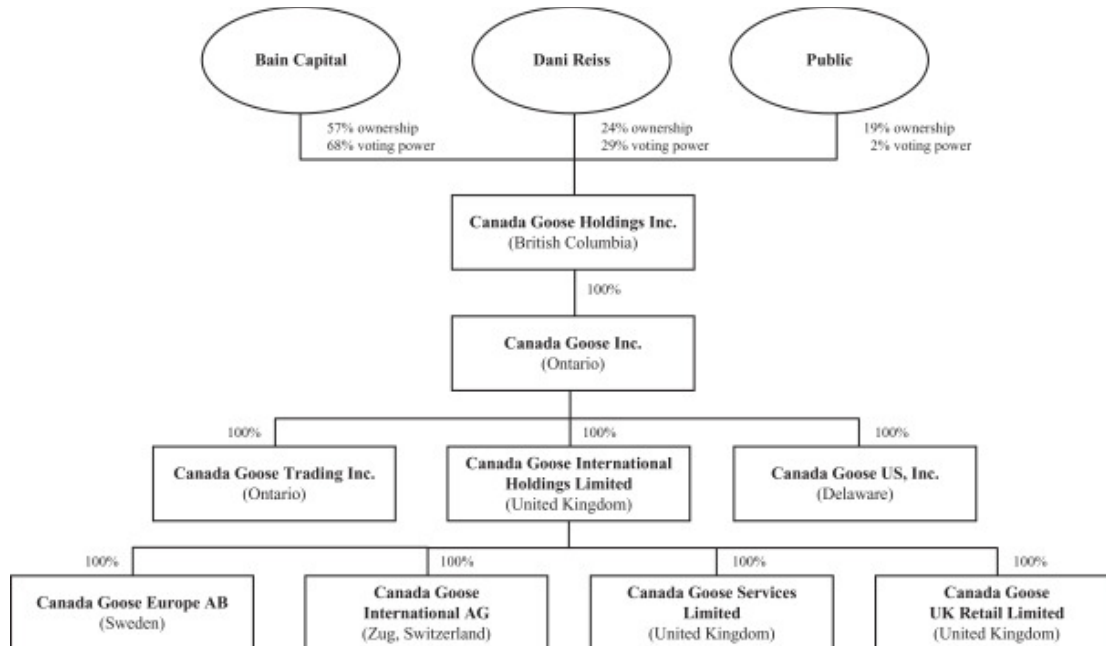 Bain Capital
Dani Reiss
Public
57% ownership
68% voting power
24% ownership
29% voting power
19% ownership
2% voting power
Canada Goose Holdings Inc.
(British Columbia)
100%
Canada Goose Inc.
(Ontario)
100%
100%
100%
Canada Goose Trading Inc.
(Ontario)
Canada Goose International
Holdings Limited
(United Kingdom)
Canada Goose US, Inc.
(Delaware)
100%
100%
100%
100%
Canada Goose Europe AB
(Sweden)
Canada Goose
International AG
(Zug, Switzerland)
Canada Goose Services
Limited
(United Kingdom)
Canada Goose
UK Retail Limited
(United Kingdom)